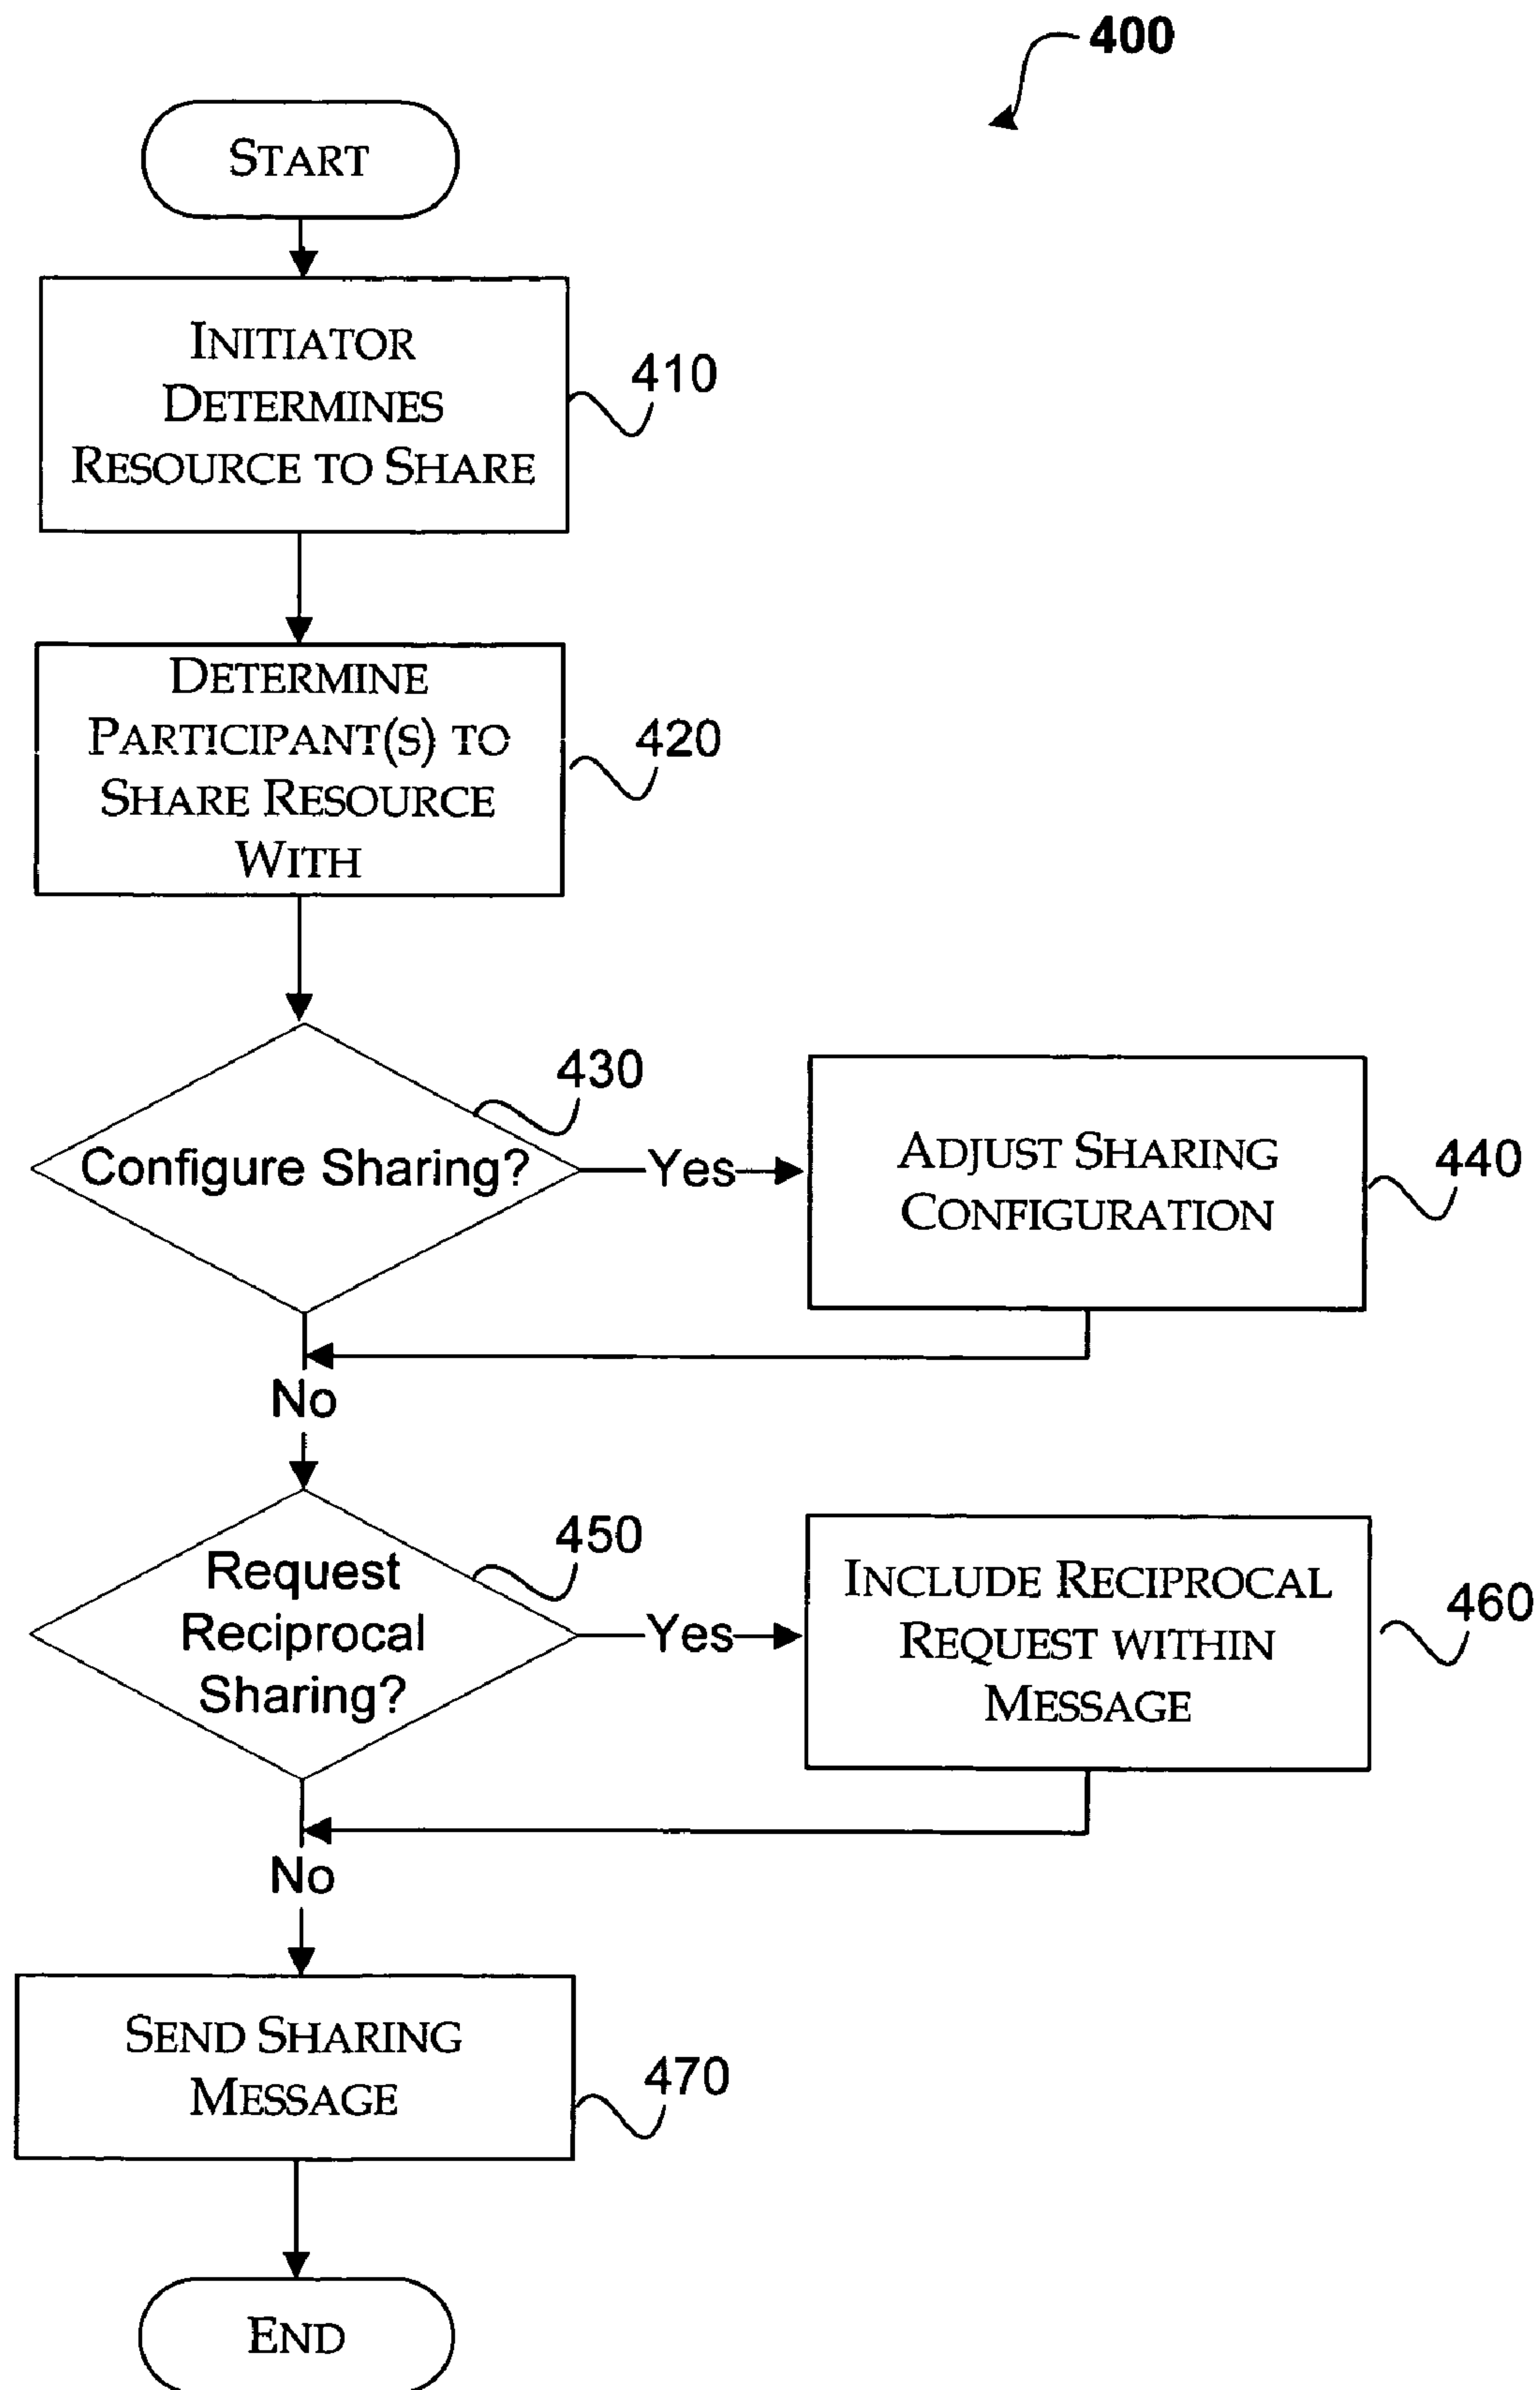 400
START
INITIATOR
DETERMINES
RESOURCE TO SHARE
410
DETERMINE
PARTICIPANT(S) TO
SHARE RESOURCE
WITH
420
430
Configure Sharing?
Yes
ADJUST SHARING
CONFIGURATION
440
No
450
Request
Reciprocal
Sharing?
Yes
INCLUDE RECIPROCAL
REQUEST WITHIN
MESSAGE
460
No
SEND SHARING
MESSAGE
470
END